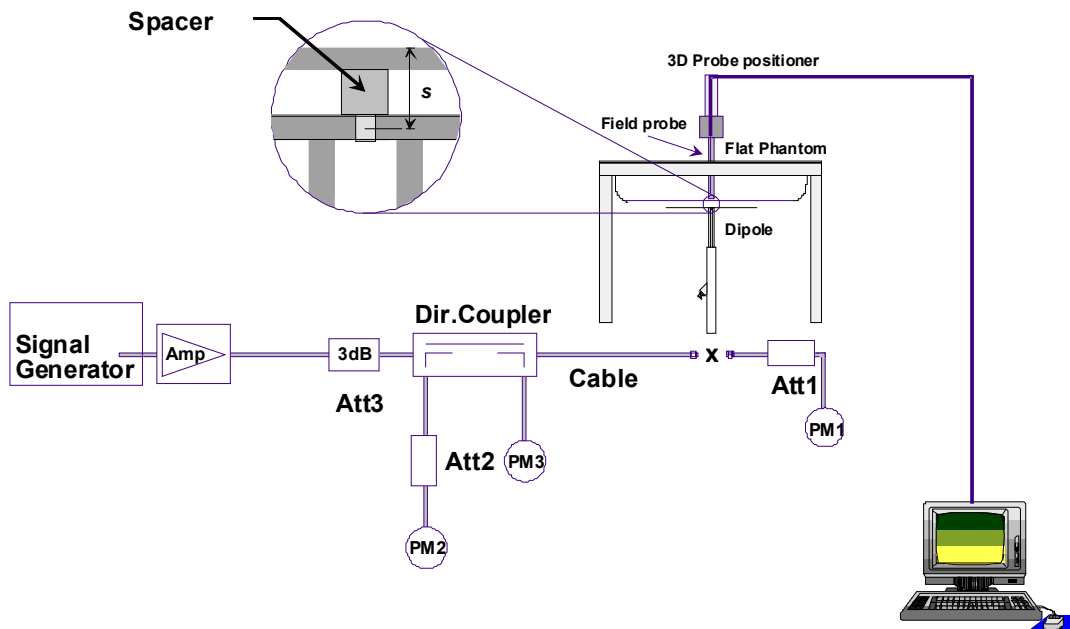 Spacer
s
3D Probe positioner
Field probe
Flat Phantom
Dipole
Dir.Coupler
Signal
Generator
Amp
3dB
Att3
Cable
x
Att1
PM1
Att2
PM3
PM2